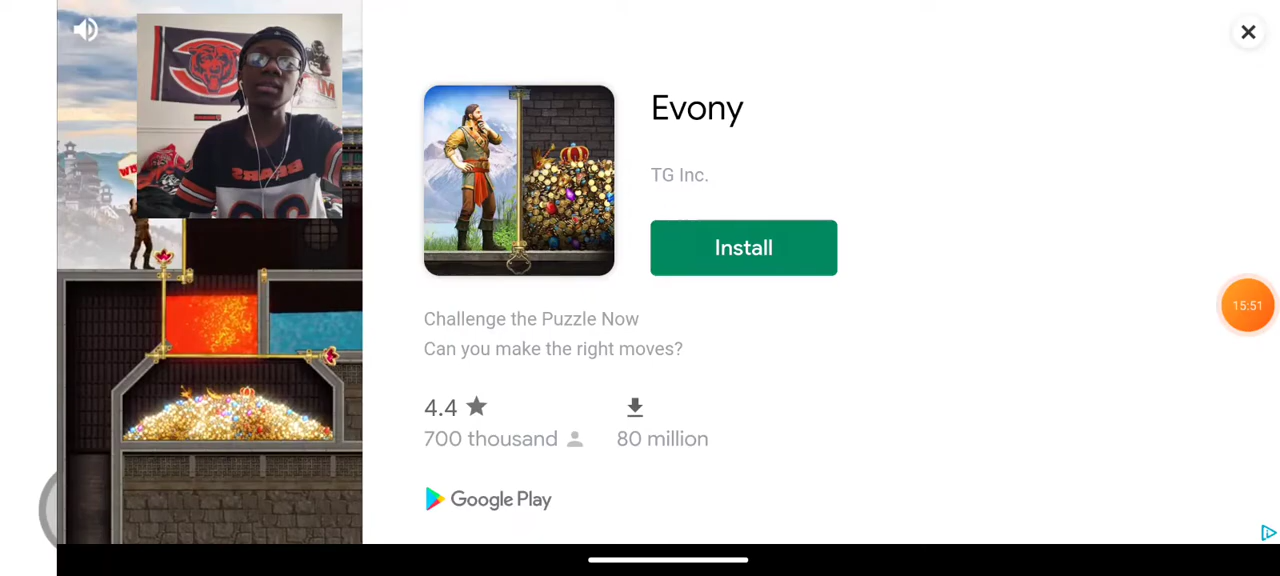 Evony
TG Inc.
Install
Challenge the Puzzle Now
Can you make the right moves?
4.4
700 thousand
80 million
Google Play
15:51